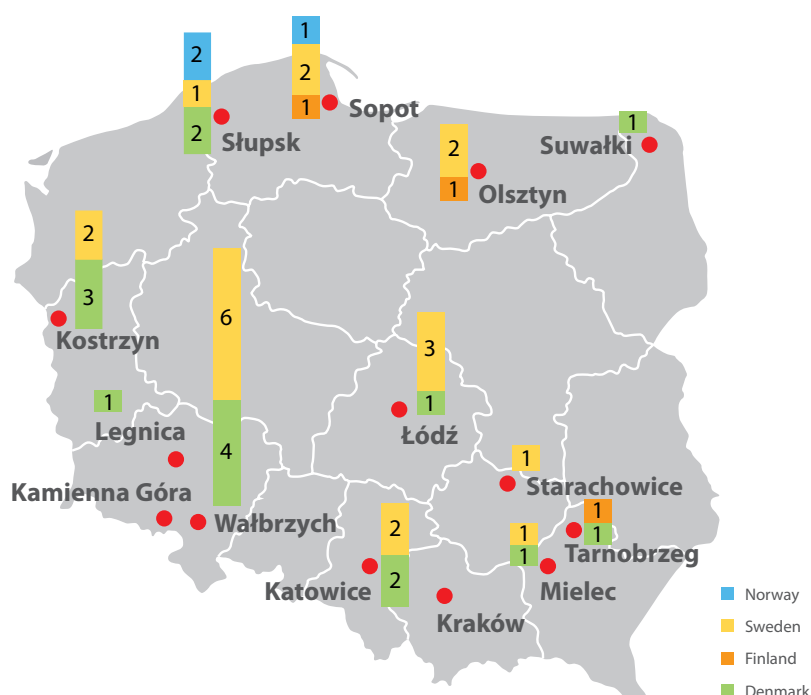 1
2
2
1
1
2
Sopot
Słupsk
1
Suwałki
2
1
Olsztyn
2
3
Kostrzyn
6
4
3
1
Łódź
1
Legnica
Kamienna Góra
Wałbrzych
1
Starachowice
1
1
Tarnobrzeg
1
1
Mielec
2
2
Katowice
Kraków
Norway
Sweden
Finland
Denmark